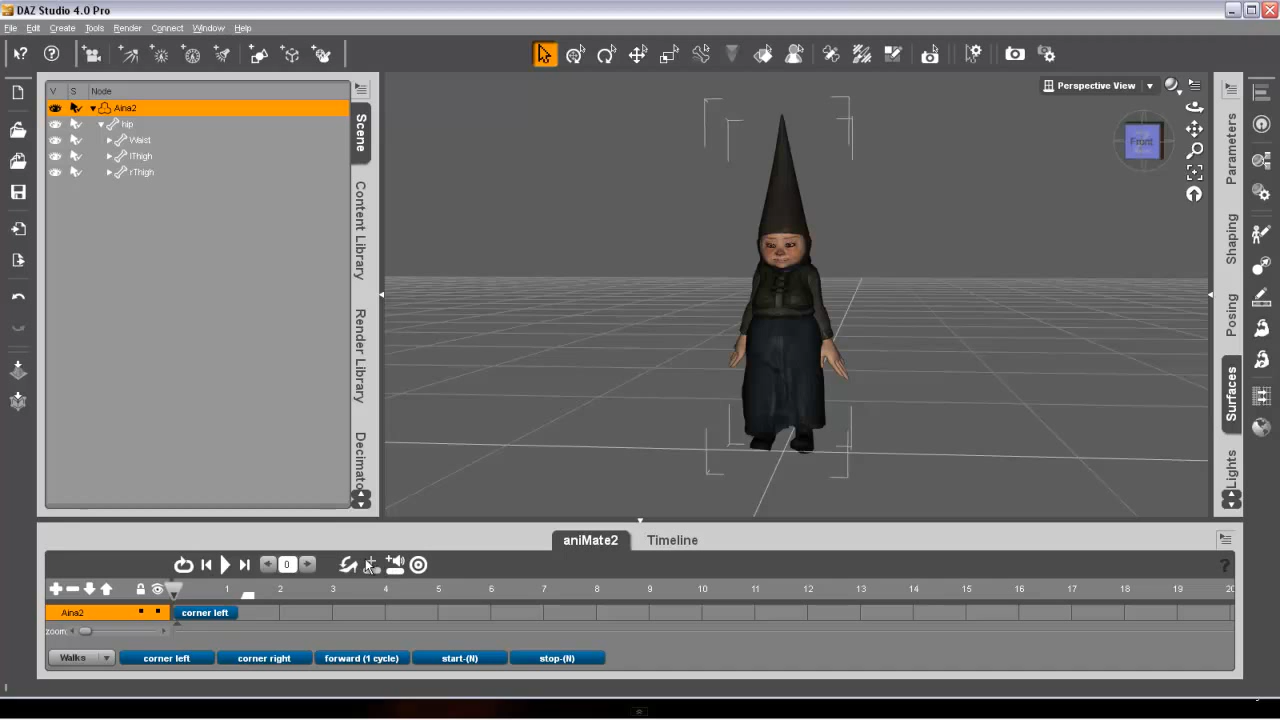 DAZ Studio 4.0 Pro
File Edit Create Tools Render Connect Window Help
V S Node
Aina2
hip
Waist
lThigh
rThigh
Scene
Content Library
Render Library
Decimato
Perspective View
Front
Parameters
Shaping
Posing
Surfaces
Lights
aniMate2 Timeline
0
?
1 2 3 4 5 6 7 8 9 10 11 12 13 14 15 16 17 18 19 20
Aina2 corner left
zoom:
Walks corner left corner right forward (1 cycle) start-(N) stop-(N)